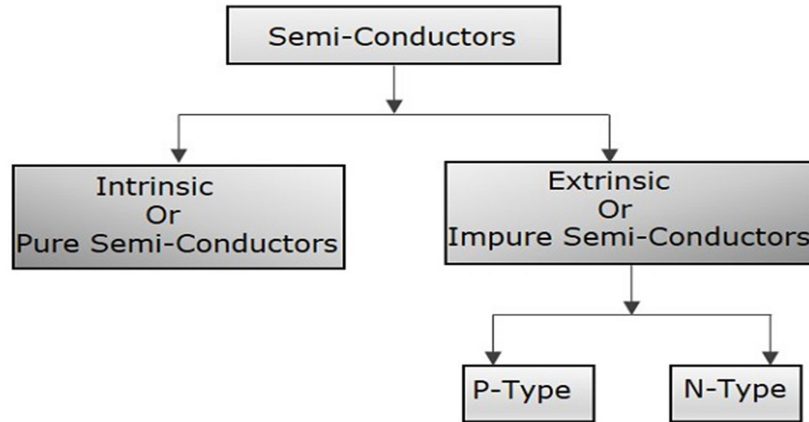 Semi-Conductors
Intrinsic
Or
Pure Semi-Conductors
Extrinsic
Or
Impure Semi-Conductors
P-Type
N-Type